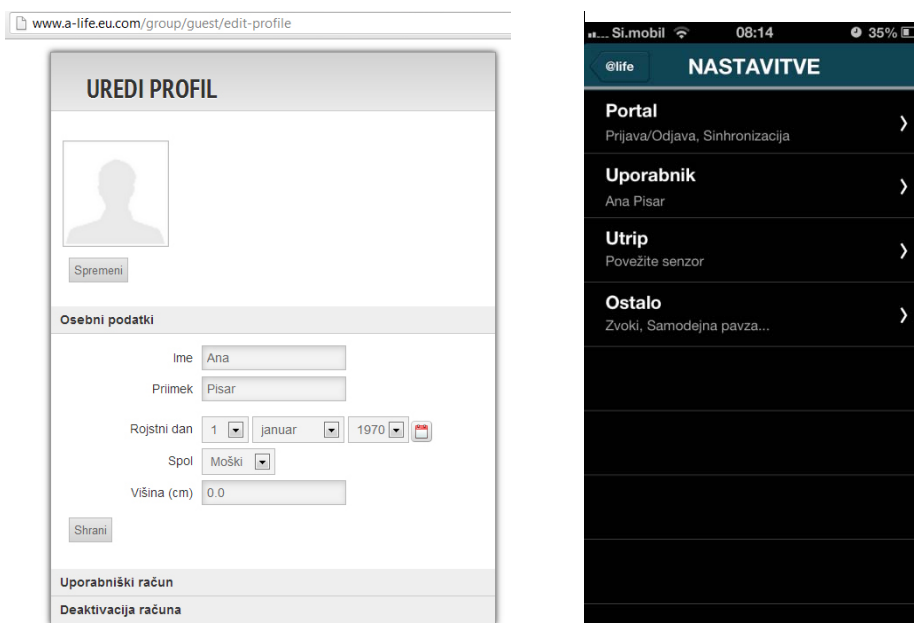 www.a-life.eu.com/group/guest/edit-profile
UREDI PROFIL
Spremeni
Osebni podatki
Ime Ana
Priimek Pisar
Rojstni dan 1 januar 1970
Spol Moški
Višina (cm) 0.0
Shrani
Uporabniški račun
Deaktivacija računa
Si.mobil 08:14 35%
@life NASTAVITVE
Portal
Prijava/Odjava, Sinhronizacija
Uporabnik
Ana Pisar
Utrip
Povežite senzor
Ostalo
Zvoki, Samodejna pavza...